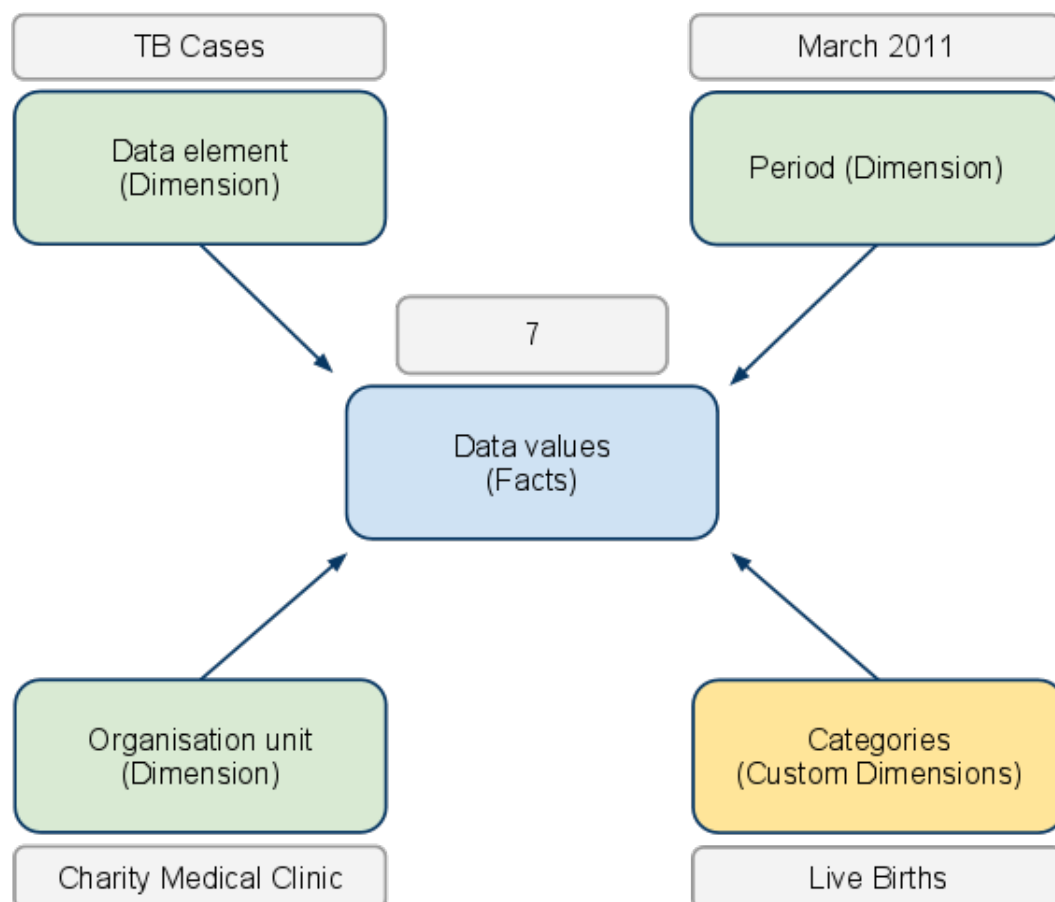 TB Cases
March 2011
Data element
(Dimension)
Period (Dimension)
7
Data values
(Facts)
Organisation unit
(Dimension)
Categories
(Custom Dimensions)
Charity Medical Clinic
Live Births